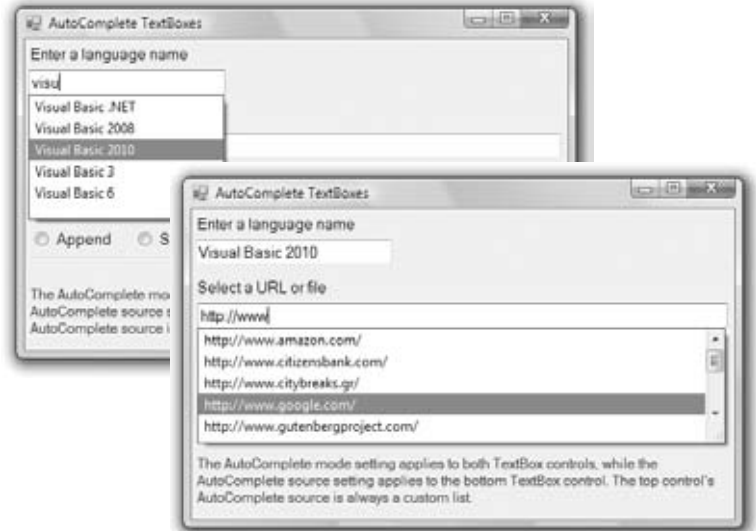 AutoComplete TextBoxes
Enter a language name
visu
Visual Basic .NET
Visual Basic 2008
Visual Basic 2010
Visual Basic 3
Visual Basic 6
Append S
The AutoComplete mo
AutoComplete source s
AutoComplete source i
AutoComplete TextBoxes
Enter a language name
Visual Basic 2010
Select a URL or file
http://www
http://www.amazon.com/
http://www.citizensbank.com/
http://www.citybreaks.gr/
http://www.google.com/
http://www.gutenbergproject.com/
The AutoComplete mode setting applies to both TextBox controls, while the
AutoComplete source setting applies to the bottom TextBox control. The top control's
AutoComplete source is always a custom list.